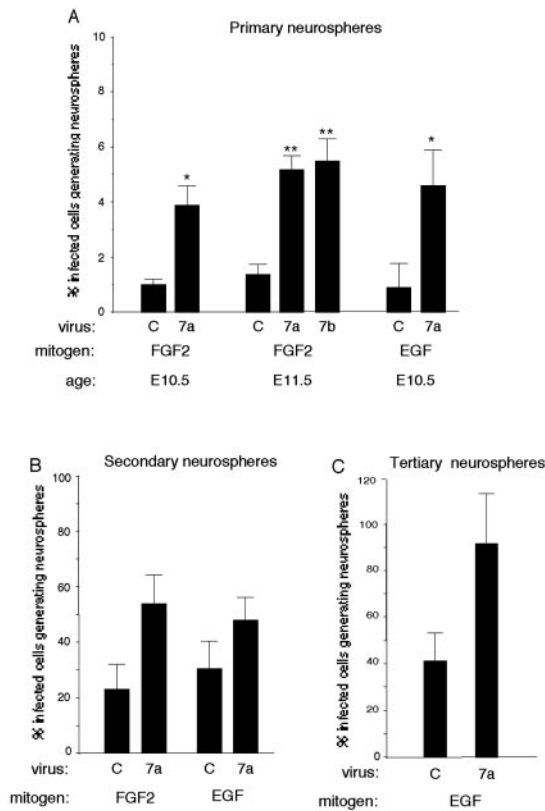 A
Primary neurospheres
% infected cells generating neurospheres
10
8
6
4
2
0
* ** ** *
virus: C 7a C 7a 7b C 7a
mitogen: FGF2 FGF2 EGF
age: E10.5 E11.5 E10.5
B
Secondary neurospheres
% infected cells generating neurospheres
100
80
60
40
20
0
virus: C 7a C 7a
mitogen: FGF2 EGF
C
Tertiary neurospheres
% infected cells generating neurospheres
120
100
80
60
40
20
0
virus: C 7a
mitogen: EGF